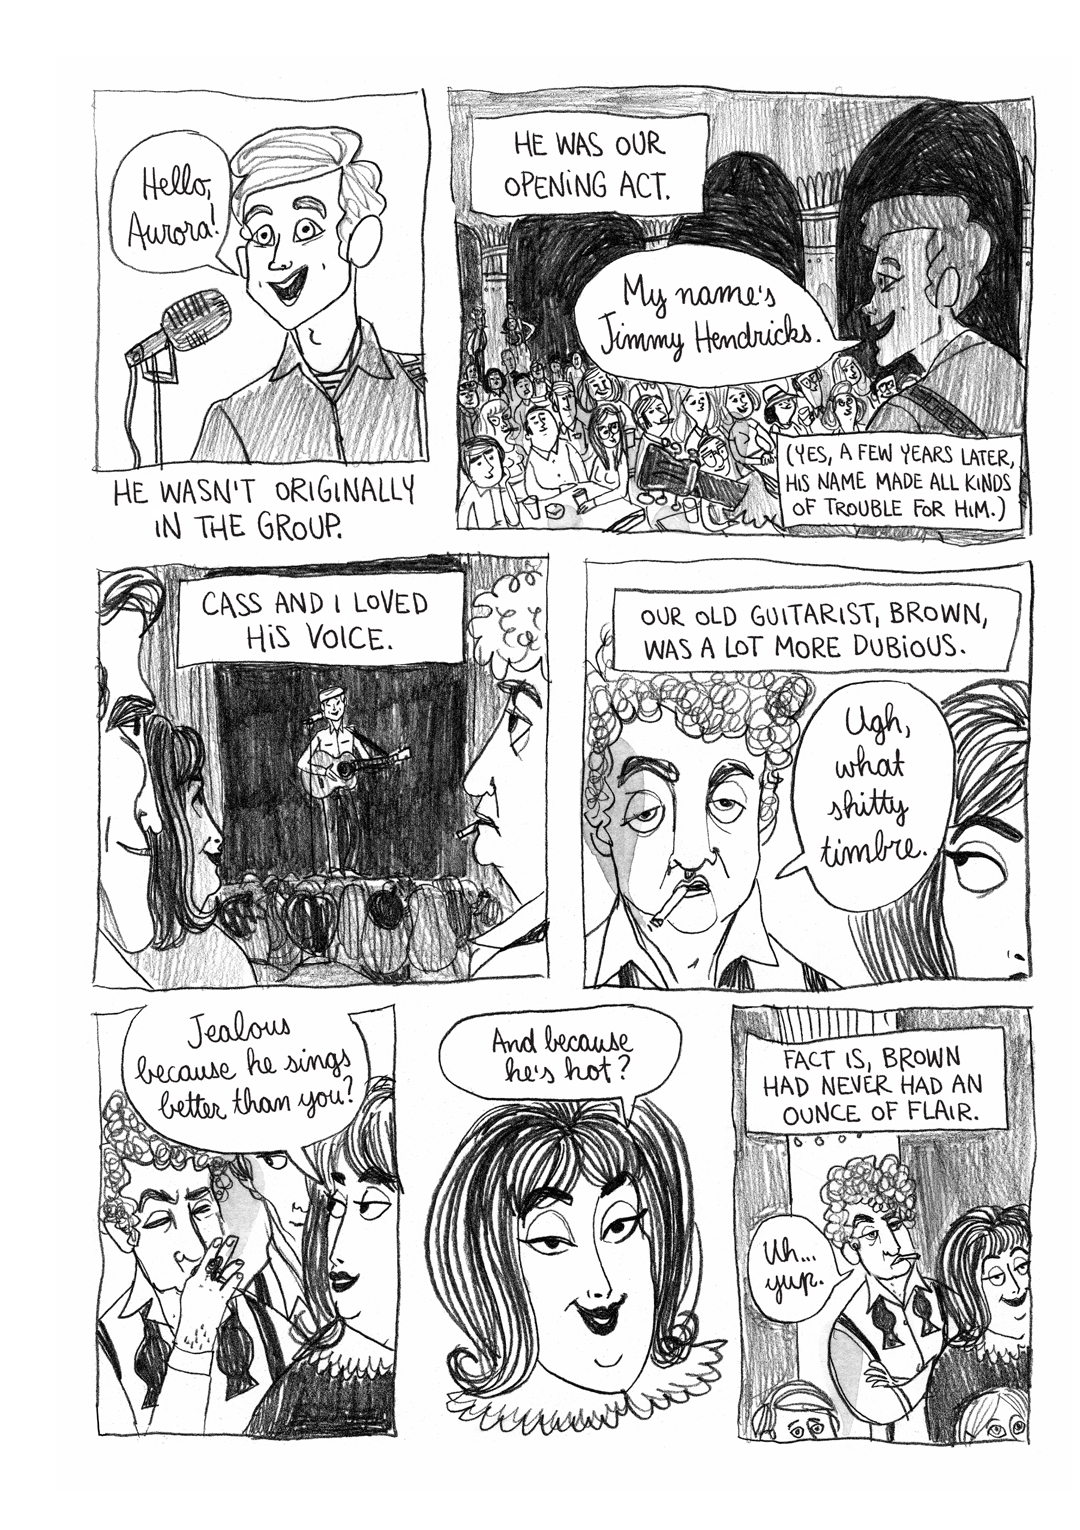 Hello,
Aurora!
HE WASN'T ORIGINALLY
IN THE GROUP.
HE WAS OUR
OPENING ACT.
My name's
Jimmy Hendricks.
(YES, A FEW YEARS LATER,
HIS NAME MADE ALL KINDS
OF TROUBLE FOR HIM.)
CASS AND I LOVED
HIS VOICE.
OUR OLD GUITARIST, BROWN,
WAS A LOT MORE DUBIOUS.
Ugh,
what
shitty
timbre.
Jealous
because he sings
better than you?
And because
he's hot?
FACT IS, BROWN
HAD NEVER HAD AN
OUNCE OF FLAIR.
Uh...
yup.